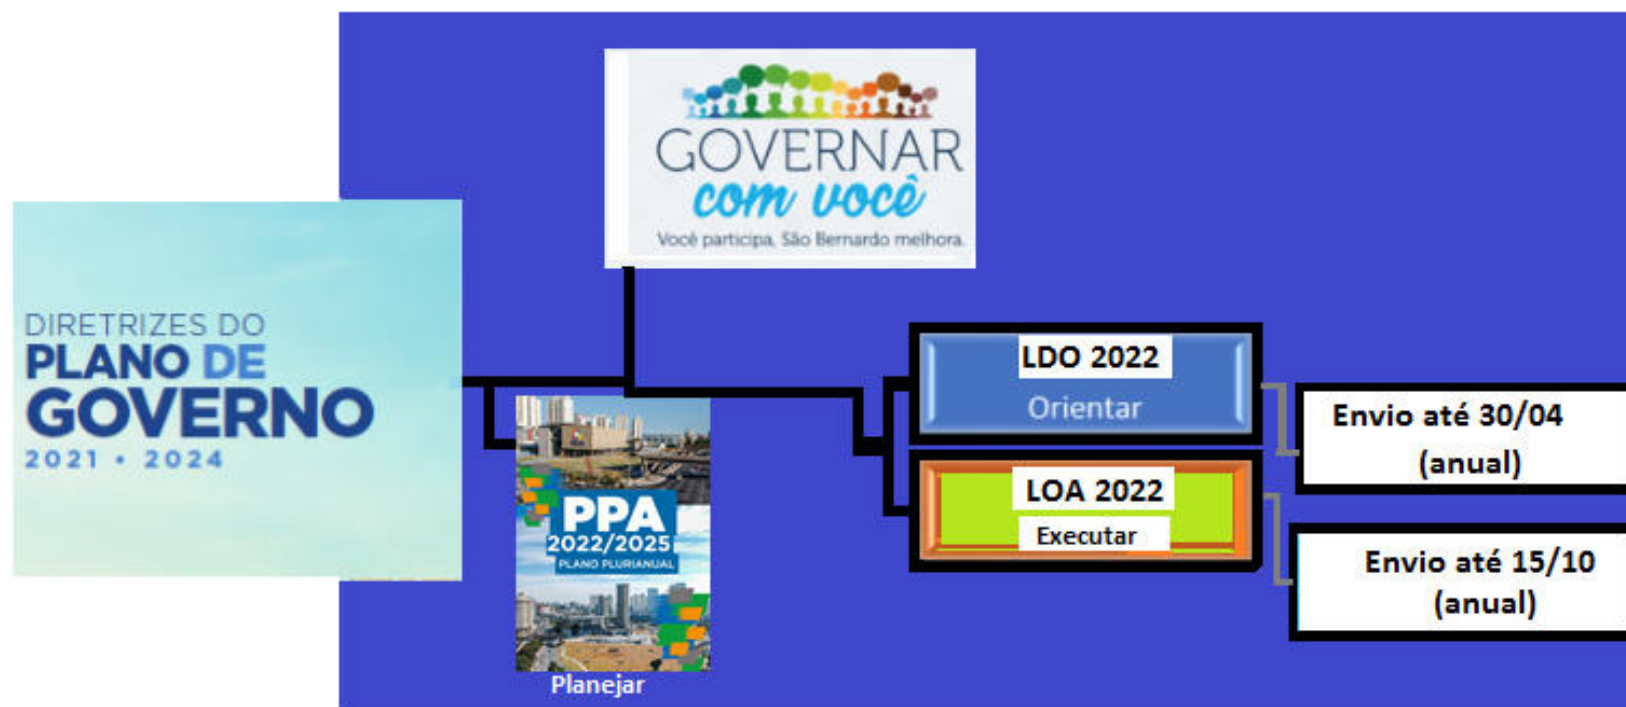 GOVERNAR
com você
Você participa, São Bernardo melhora.
DIRETRIZES DO
PLANO DE
GOVERNO
2021 • 2024
PPA
2022/2025
PLANO PLURIANUAL
Planejar
LDO 2022
Orientar
LOA 2022
Executar
Envio até 30/04
(anual)
Envio até 15/10
(anual)